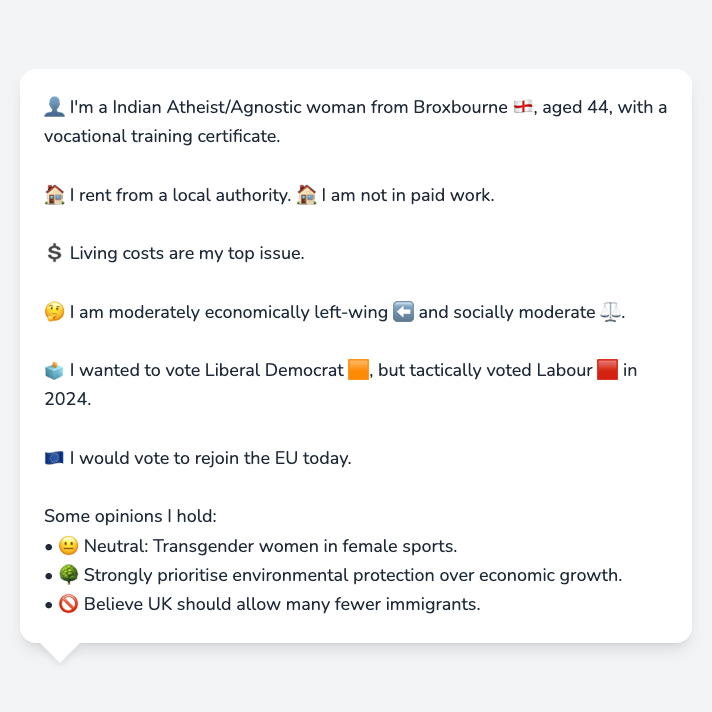 👤 I'm a Indian Atheist/Agnostic woman from Broxbourne 🏴󠁧󠁢󠁥󠁮󠁧󠁿, aged 44, with a
vocational training certificate.
🏠 I rent from a local authority. 🏠 I am not in paid work.
💲 Living costs are my top issue.
🤔 I am moderately economically left-wing ⬅️ and socially moderate ⚖️.
🗳️ I wanted to vote Liberal Democrat 🟧, but tactically voted Labour 🟥 in
2024.
🇪🇺 I would vote to rejoin the EU today.
Some opinions I hold:
• 😐 Neutral: Transgender women in female sports.
• 🌳 Strongly prioritise environmental protection over economic growth.
• 🚫 Believe UK should allow many fewer immigrants.